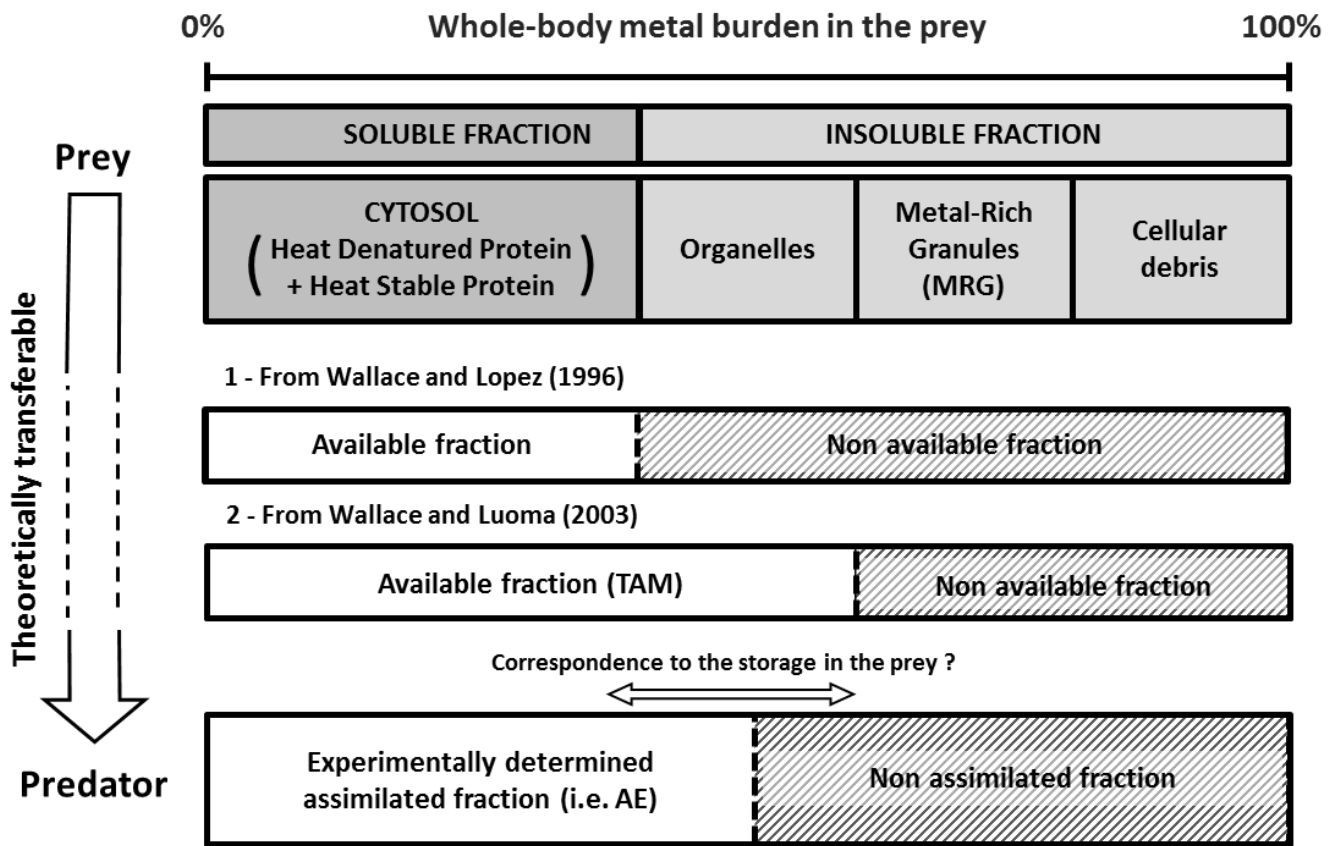 0% Whole-body metal burden in the prey 100%
SOLUBLE FRACTION INSOLUBLE FRACTION
Prey
CYTOSOL
( Heat Denatured Protein
+ Heat Stable Protein )
Organelles
Metal-Rich
Granules
(MRG)
Cellular
debris
Theoretically transferable
1 - From Wallace and Lopez (1996)
Available fraction Non available fraction
2 - From Wallace and Luoma (2003)
Available fraction (TAM) Non available fraction
Correspondence to the storage in the prey ?
Predator
Experimentally determined
assimilated fraction (i.e. AE)
Non assimilated fraction